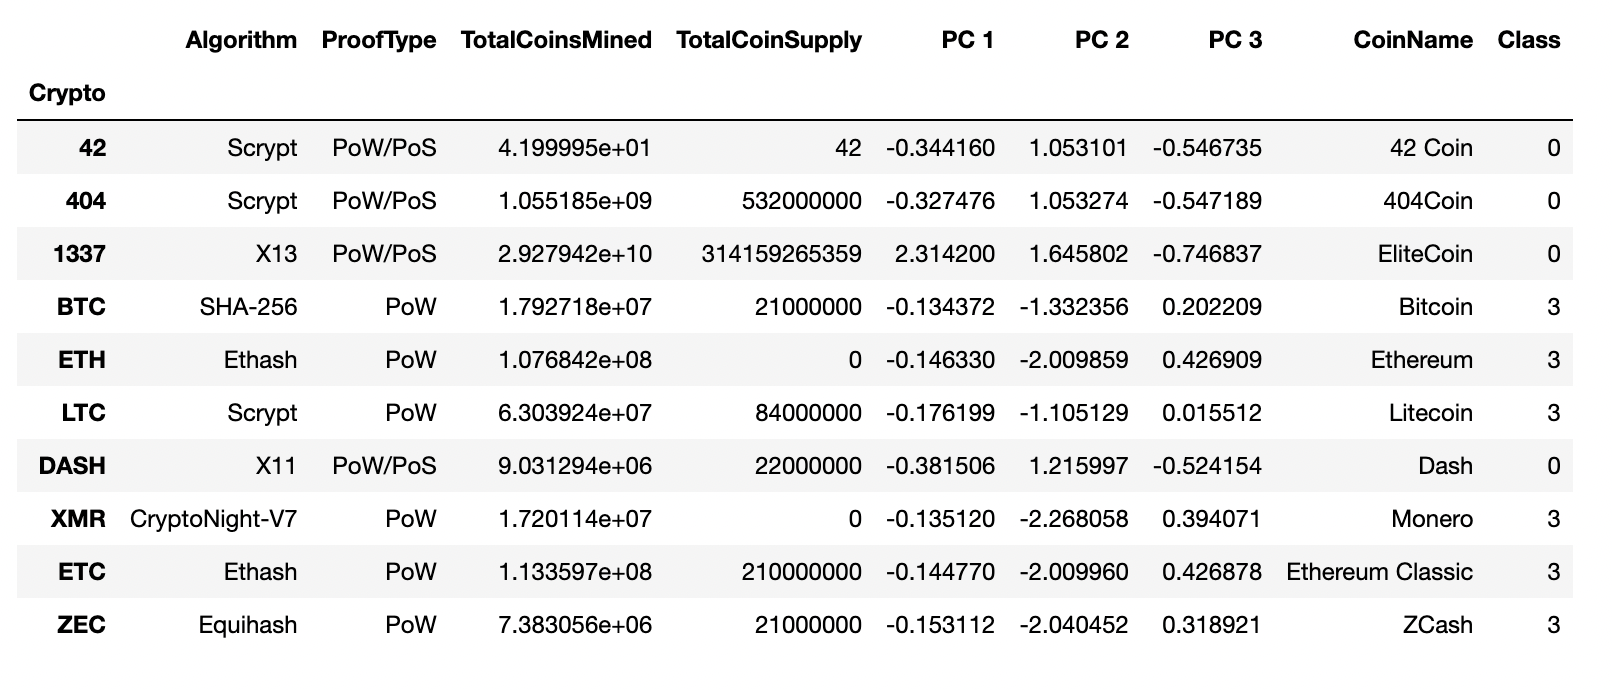 Algorithm ProofType TotalCoinsMined TotalCoinSupply PC 1 PC 2 PC 3 CoinName Class
Crypto
42 Scrypt PoW/PoS 4.199995e+01 42 -0.344160 1.053101 -0.546735 42 Coin 0
404 Scrypt PoW/PoS 1.055185e+09 532000000 -0.327476 1.053274 -0.547189 404Coin 0
1337 X13 PoW/PoS 2.927942e+10 314159265359 2.314200 1.645802 -0.746837 EliteCoin 0
BTC SHA-256 PoW 1.792718e+07 21000000 -0.134372 -1.332356 0.202209 Bitcoin 3
ETH Ethash PoW 1.076842e+08 0 -0.146330 -2.009859 0.426909 Ethereum 3
LTC Scrypt PoW 6.303924e+07 84000000 -0.176199 -1.105129 0.015512 Litecoin 3
DASH X11 PoW/PoS 9.031294e+06 22000000 -0.381506 1.215997 -0.524154 Dash 0
XMR CryptoNight-V7 PoW 1.720114e+07 0 -0.135120 -2.268058 0.394071 Monero 3
ETC Ethash PoW 1.133597e+08 210000000 -0.144770 -2.009960 0.426878 Ethereum Classic 3
ZEC Equihash PoW 7.383056e+06 21000000 -0.153112 -2.040452 0.318921 ZCash 3